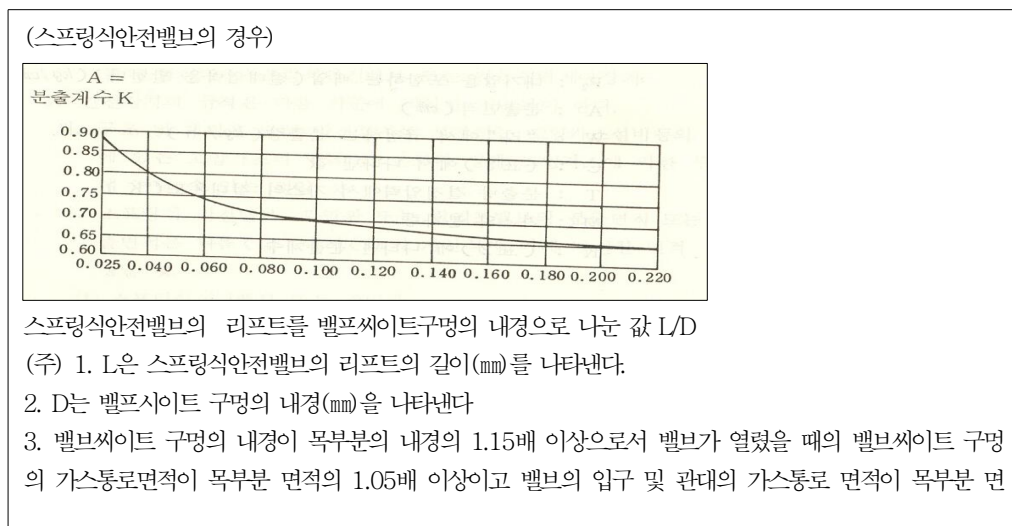 (스프링식안전밸브의 경우)
A =
분출계수 K
0.90
0.85
0.80
0.75
0.70
0.65
0.60
0.025 0.040 0.060 0.080 0.100 0.120 0.140 0.160 0.180 0.200 0.220
스프링식안전밸브의 리프트를 밸프씨이트구멍의 내경으로 나눈 값 L/D
(주) 1. L은 스프링식안전밸브의 리프트의 길이(㎜)를 나타낸다.
2. D는 밸프시이트 구멍의 내경(㎜)을 나타낸다
3. 밸브씨이트 구멍의 내경이 목부분의 내경의 1.15배 이상으로서 밸브가 열렸을 때의 밸브씨이트 구멍
의 가스통로면적이 목부분 면적의 1.05배 이상이고 밸브의 입구 및 관대의 가스통로 면적이 목부분 면